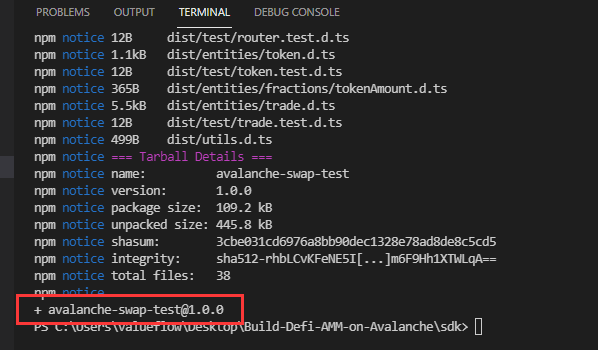 PROBLEMS OUTPUT TERMINAL DEBUG CONSOLE
npm notice 12B dist/test/router.test.d.ts
npm notice 1.1kB dist/entities/token.d.ts
npm notice 12B dist/test/token.test.d.ts
npm notice 365B dist/entities/fractions/tokenAmount.d.ts
npm notice 5.5kB dist/entities/trade.d.ts
npm notice 12B dist/test/trade.test.d.ts
npm notice 499B dist/utils.d.ts
npm notice === Tarball Details ===
npm notice name: avalanche-swap-test
npm notice version: 1.0.0
npm notice package size: 109.2 kB
npm notice unpacked size: 445.8 kB
npm notice shasum: 3cbe031cd6976a8bb90dec1328e78ad8de8c5cd5
npm notice integrity: sha512-rhbLCvKFeNE5I[...]m6F9Hh1XTWLqA==
npm notice total files: 38
npm notice
+ avalanche-swap-test@1.0.0
PS C:\Users\valueflow\Desktop\Build-Defi-AMM-on-Avalanche\sdk>